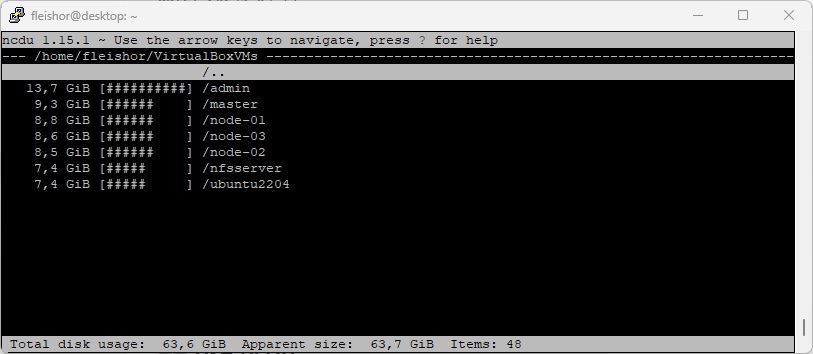 fleishor@desktop: ~
ncdu 1.15.1 ~ Use the arrow keys to navigate, press ? for help
--- /home/fleishor/VirtualBoxVMs ------------------------------------------------------------------
/..
13,7 GiB [##########] /admin
9,3 GiB [######    ] /master
8,8 GiB [######    ] /node-01
8,6 GiB [######    ] /node-03
8,5 GiB [######    ] /node-02
7,4 GiB [#####     ] /nfsserver
7,4 GiB [#####     ] /ubuntu2204
Total disk usage:  63,6 GiB  Apparent size:  63,7 GiB  Items: 48